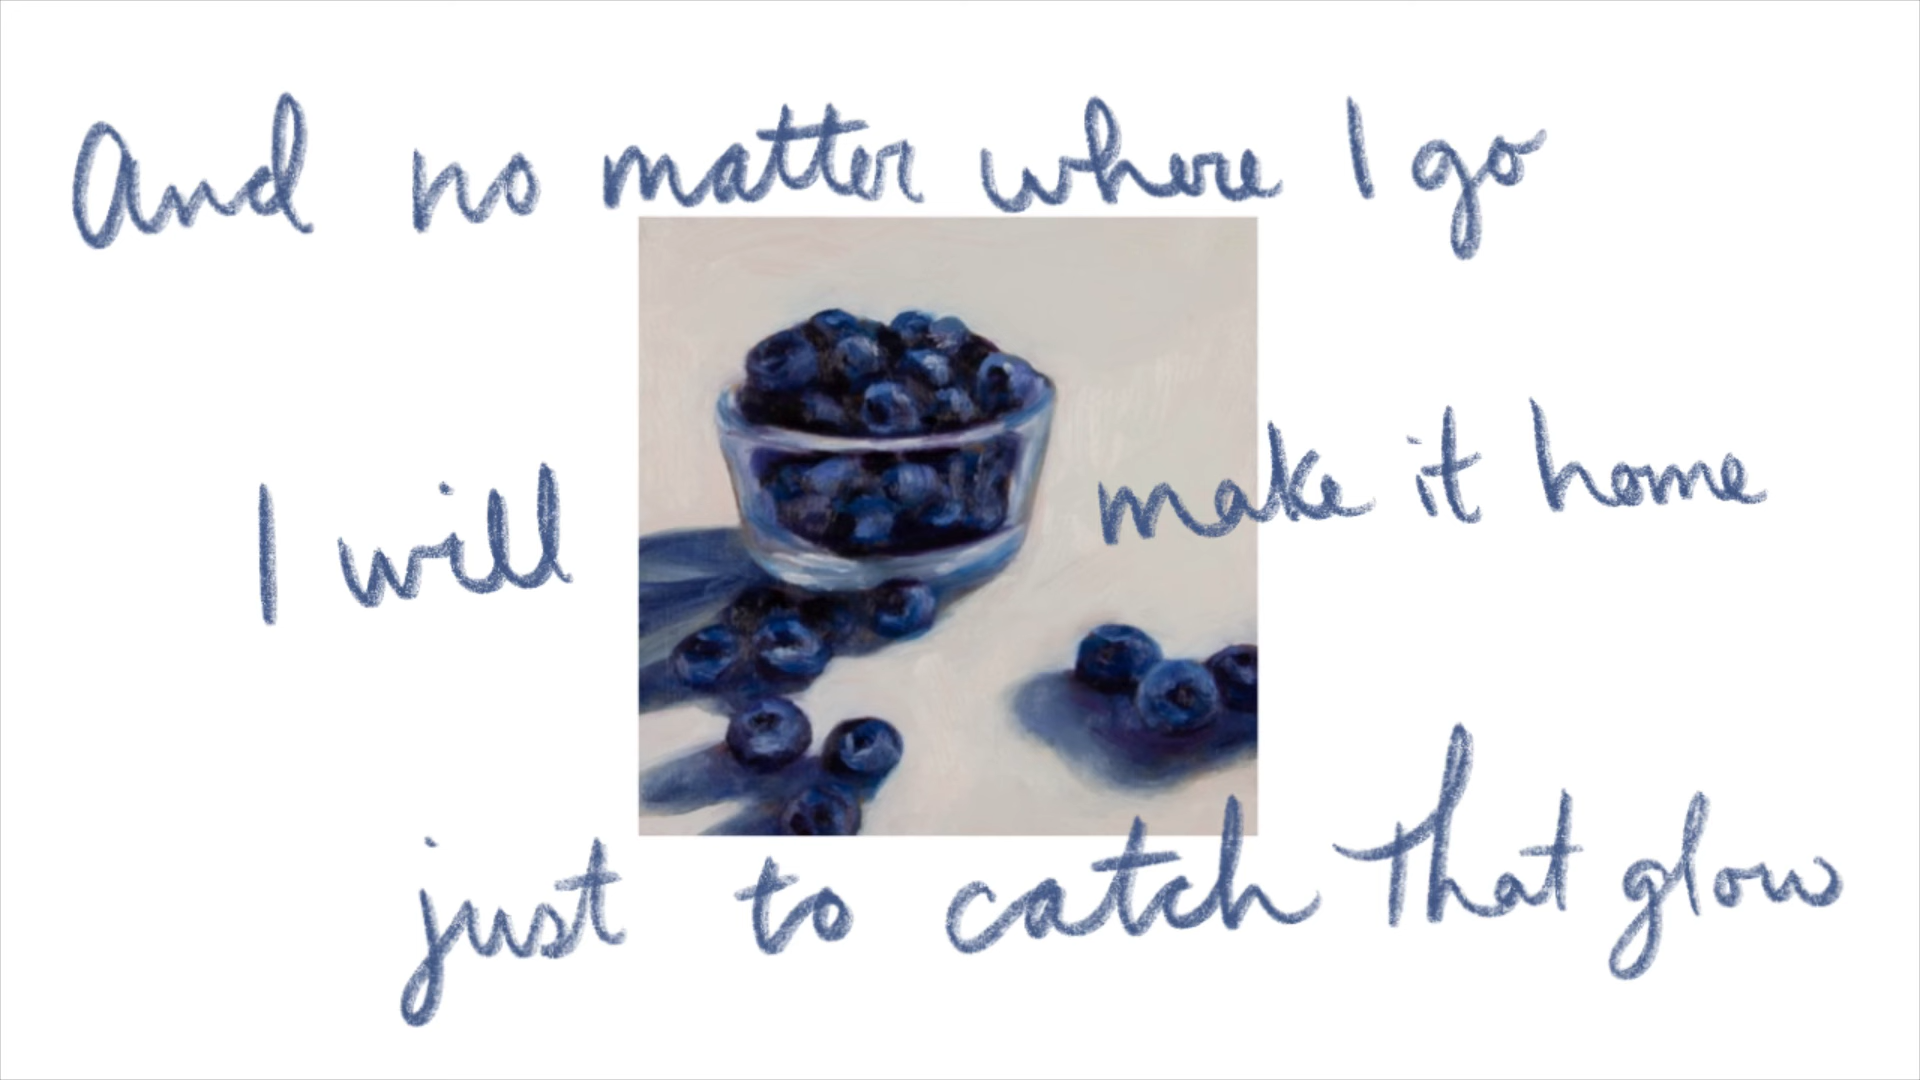 And no matter where I go
I will make it home
just to catch that glow